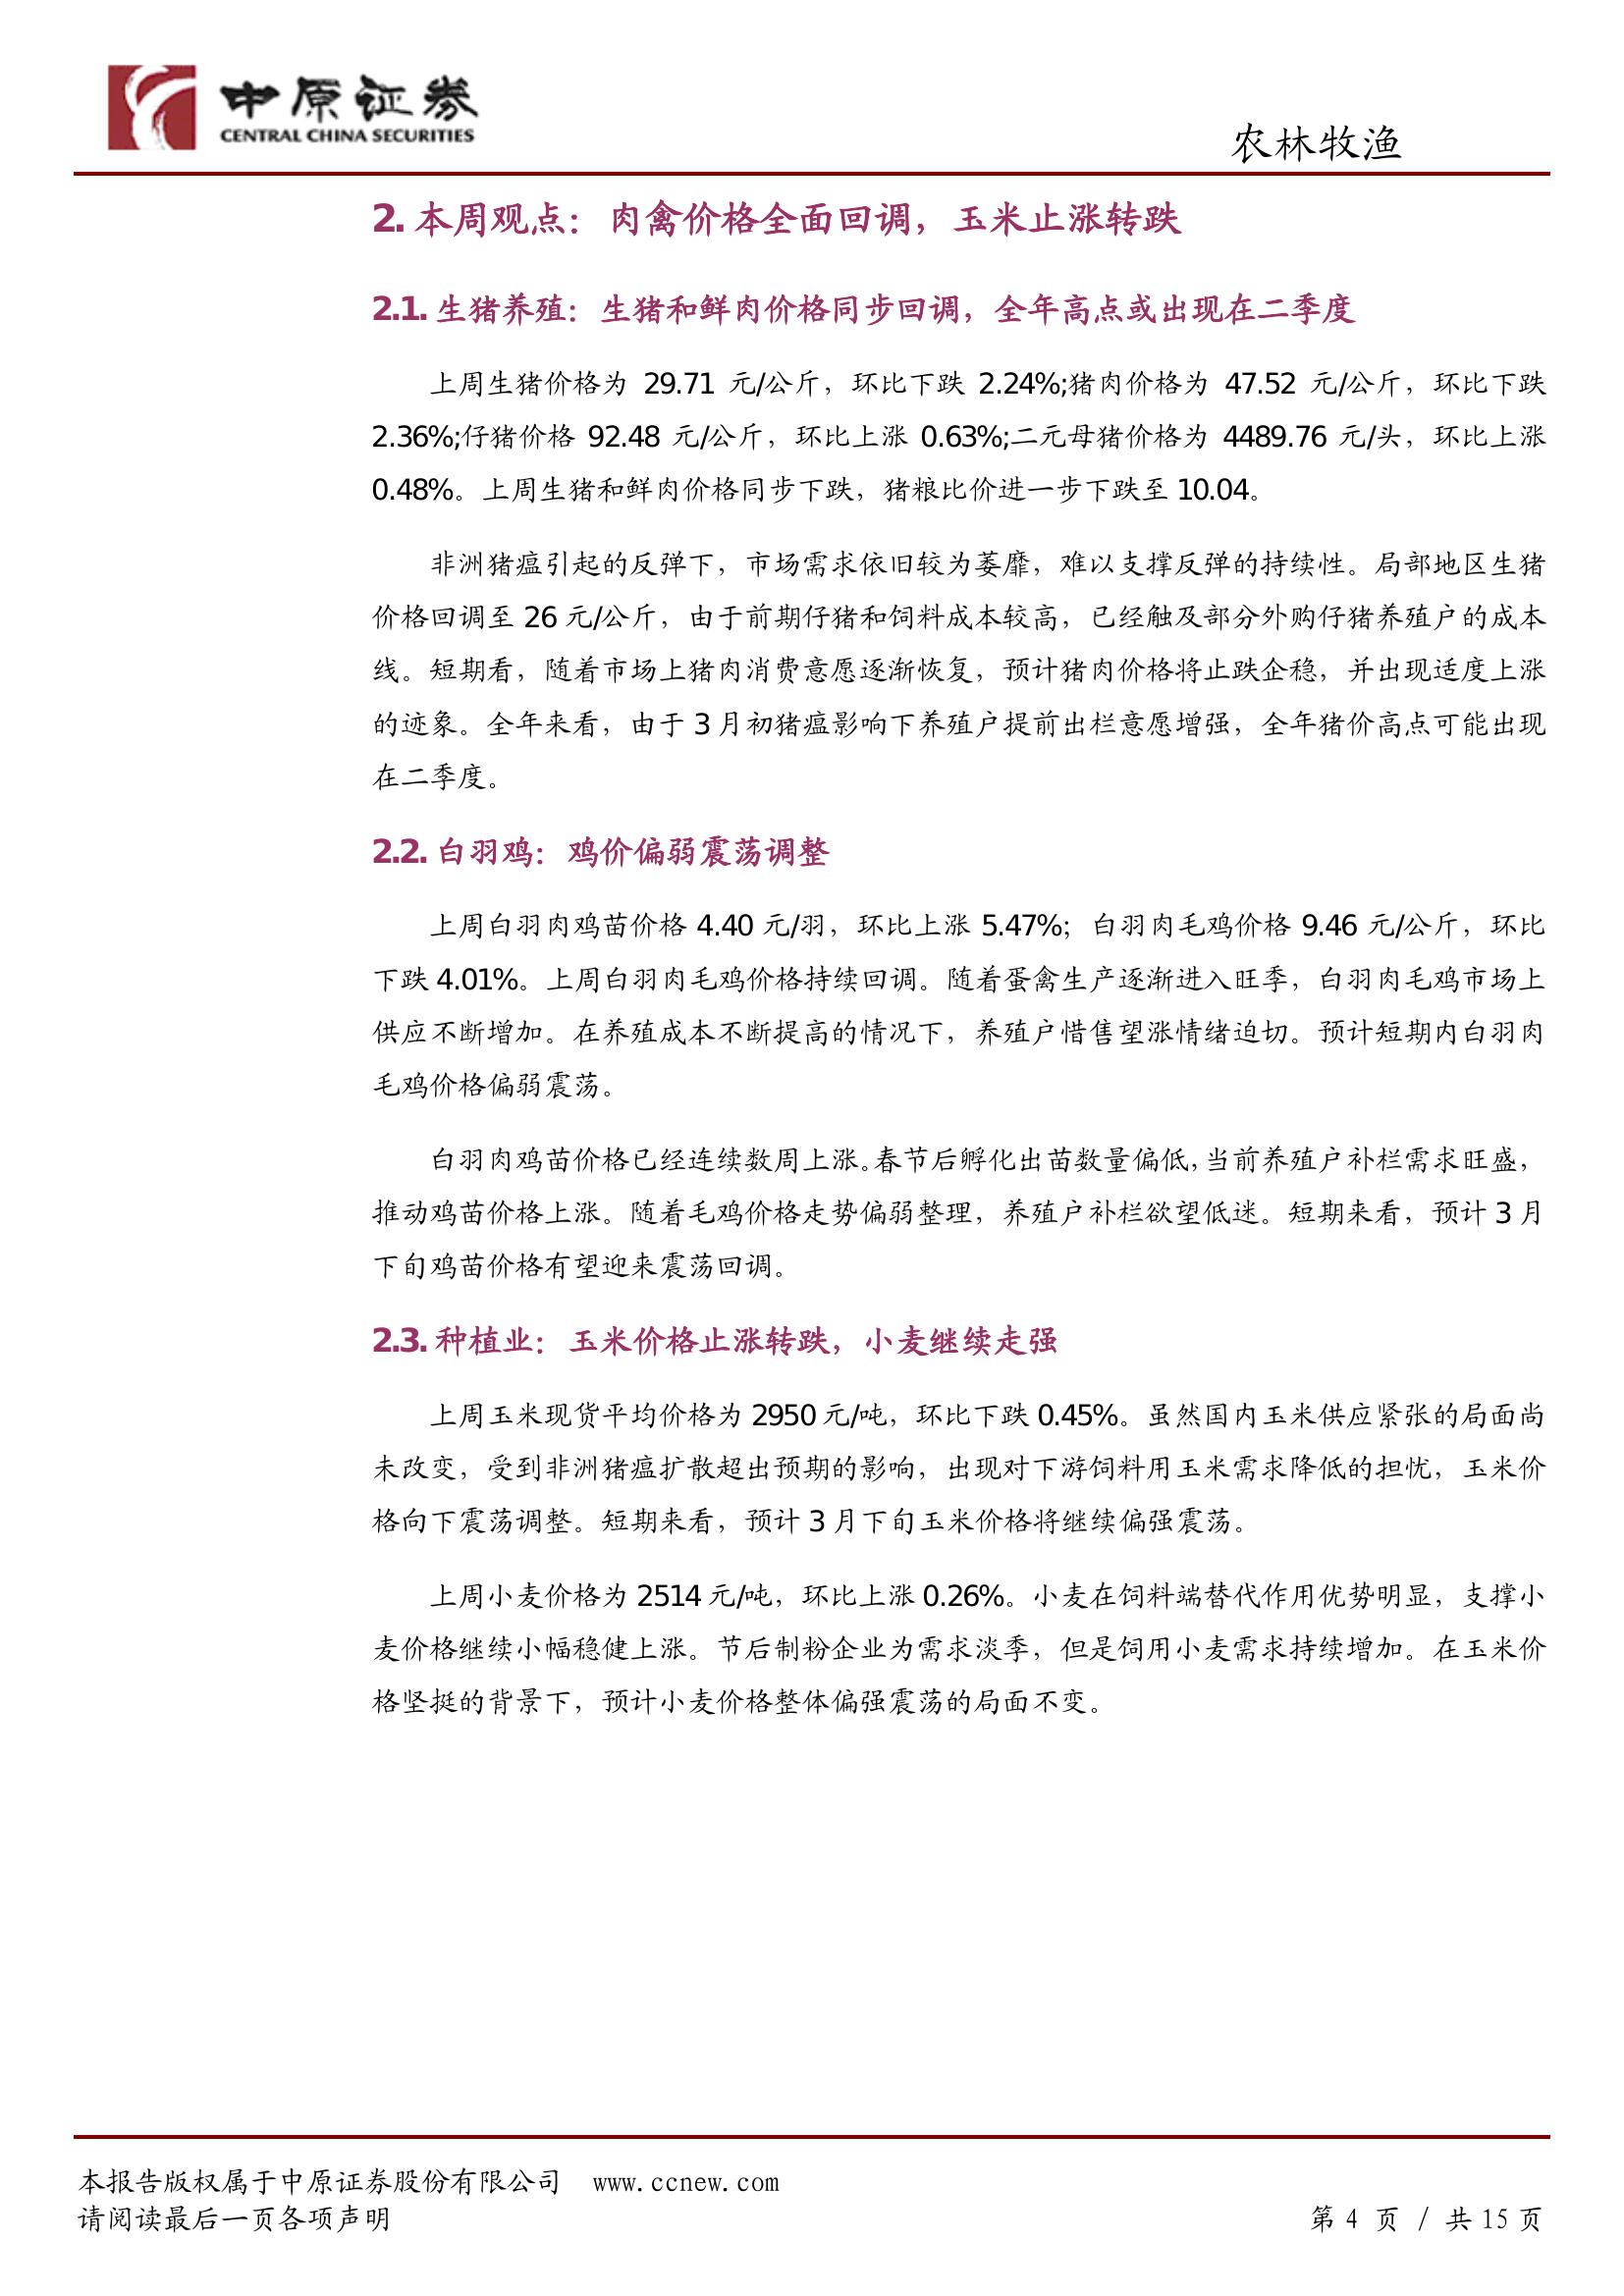 中原证券
CENTRAL CHINA SECURITIES
农林牧渔
2. 本周观点：肉禽价格全面回调，玉米止涨转跌
2.1. 生猪养殖：生猪和鲜肉价格同步回调，全年高点或出现在二季度
上周生猪价格为 29.71 元/公斤，环比下跌 2.24%;猪肉价格为 47.52 元/公斤，环比下跌
2.36%;仔猪价格 92.48 元/公斤，环比上涨 0.63%;二元母猪价格为 4489.76 元/头，环比上涨
0.48%。上周生猪和鲜肉价格同步下跌，猪粮比价进一步下跌至 10.04。
非洲猪瘟引起的反弹下，市场需求依旧较为萎靡，难以支撑反弹的持续性。局部地区生猪
价格回调至 26 元/公斤，由于前期仔猪和饲料成本较高，已经触及部分外购仔猪养殖户的成本
线。短期看，随着市场上猪肉消费意愿逐渐恢复，预计猪肉价格将止跌企稳，并出现适度上涨
的迹象。全年来看，由于 3 月初猪瘟影响下养殖户提前出栏意愿增强，全年猪价高点可能出现
在二季度。
2.2. 白羽鸡：鸡价偏弱震荡调整
上周白羽肉鸡苗价格 4.40 元/羽，环比上涨 5.47%；白羽肉毛鸡价格 9.46 元/公斤，环比
下跌 4.01%。上周白羽肉毛鸡价格持续回调。随着蛋禽生产逐渐进入旺季，白羽肉毛鸡市场上
供应不断增加。在养殖成本不断提高的情况下，养殖户惜售望涨情绪迫切。预计短期内白羽肉
毛鸡价格偏弱震荡。
白羽肉鸡苗价格已经连续数周上涨。春节后孵化出苗数量偏低，当前养殖户补栏需求旺盛，
推动鸡苗价格上涨。随着毛鸡价格走势偏弱整理，养殖户补栏欲望低迷。短期来看，预计 3 月
下旬鸡苗价格有望迎来震荡回调。
2.3. 种植业：玉米价格止涨转跌，小麦继续走强
上周玉米现货平均价格为 2950 元/吨，环比下跌 0.45%。虽然国内玉米供应紧张的局面尚
未改变，受到非洲猪瘟扩散超出预期的影响，出现对下游饲料用玉米需求降低的担忧，玉米价
格向下震荡调整。短期来看，预计 3 月下旬玉米价格将继续偏强震荡。
上周小麦价格为 2514 元/吨，环比上涨 0.26%。小麦在饲料端替代作用优势明显，支撑小
麦价格继续小幅稳健上涨。节后制粉企业为需求淡季，但是饲用小麦需求持续增加。在玉米价
格坚挺的背景下，预计小麦价格整体偏强震荡的局面不变。
本报告版权属于中原证券股份有限公司 www.ccnew.com
请阅读最后一页各项声明
第 4 页 / 共 15 页